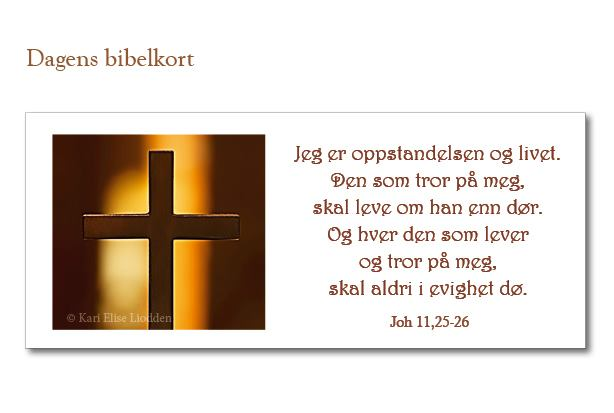 Dagens bibelkort
Jeg er oppstandelsen og livet.
Den som tror på meg,
skal leve om han enn dør.
Og hver den som lever
og tror på meg,
skal aldri i evighet dø.
Joh 11,25-26
© Kari Elise Liodden